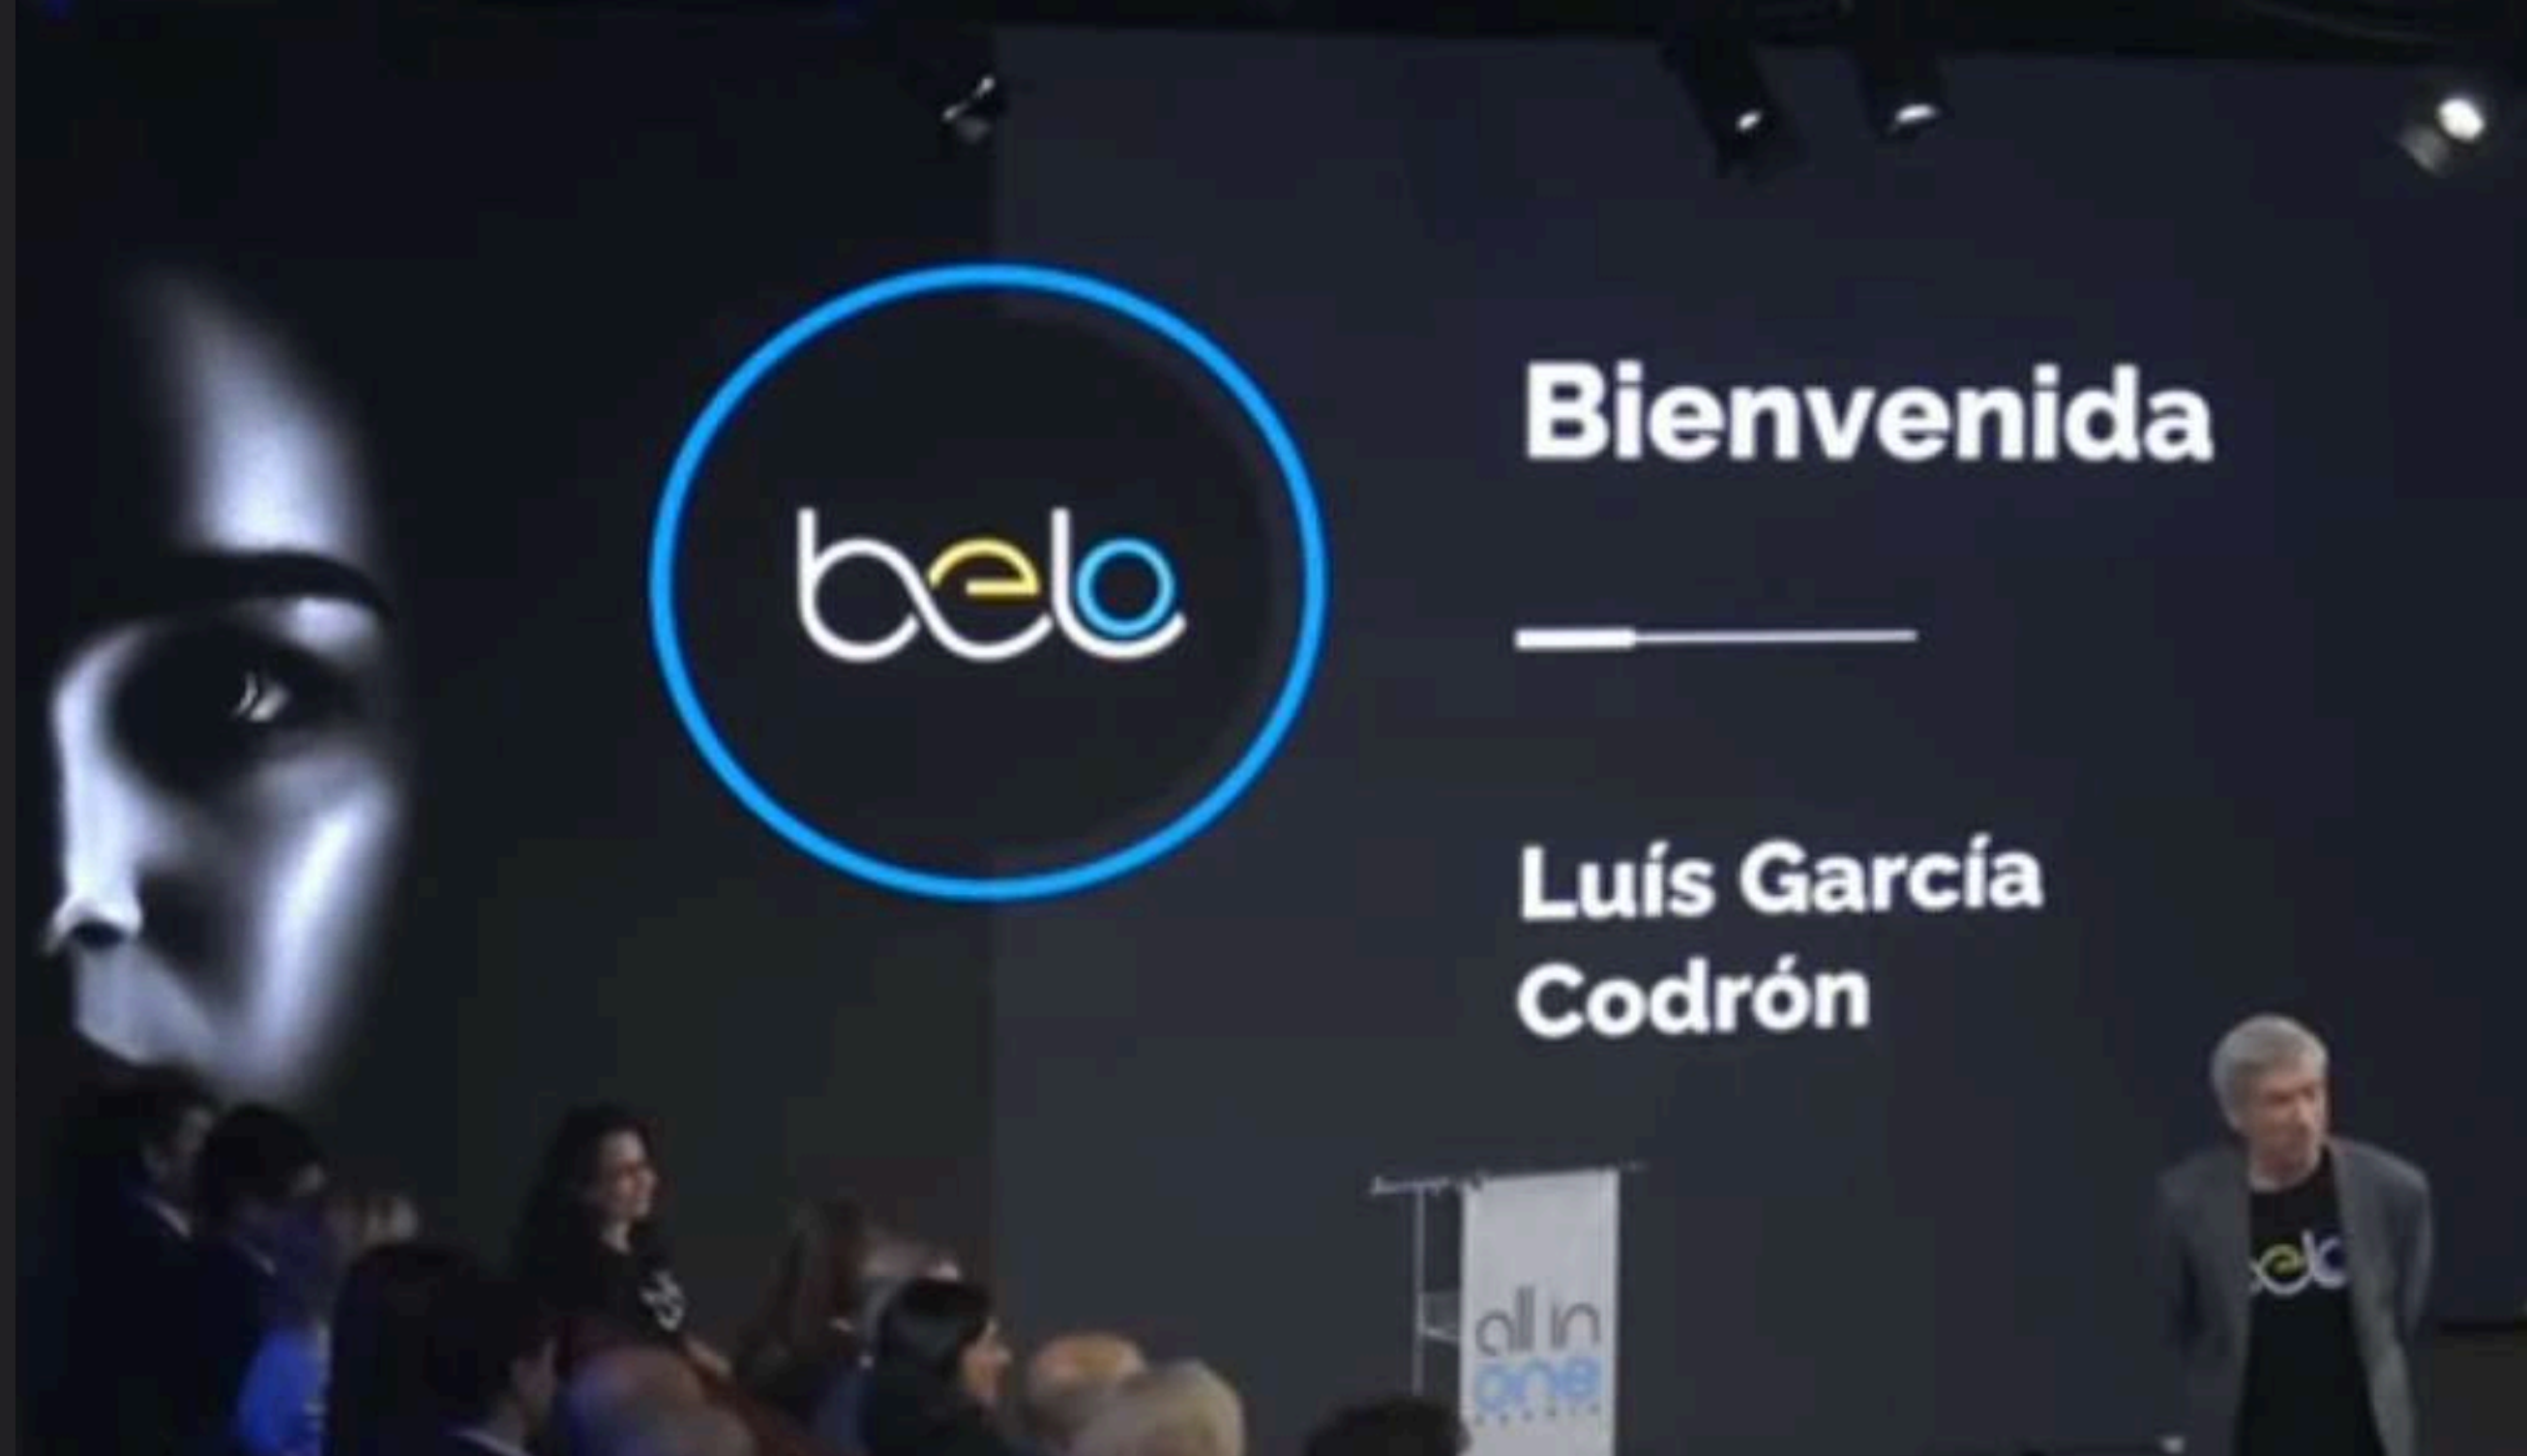 belo
Bienvenida
Luís García
Codrón
all in
one
belo